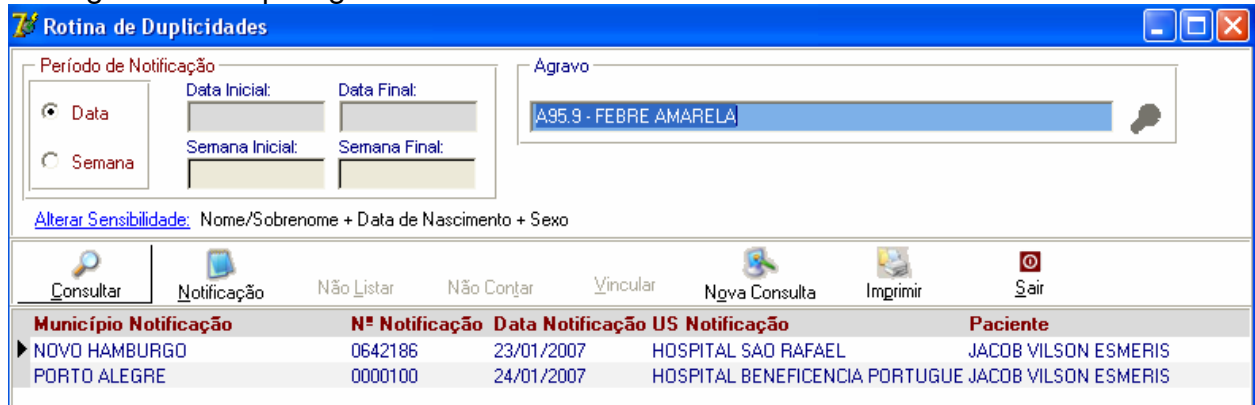 Rotina de Duplicidades
Período de Notificação
Agravo
Data Inicial: Data Final:
Data
A95.9 - FEBRE AMARELA
Semana Inicial: Semana Final:
Semana
Alterar Sensibilidade: Nome/Sobrenome + Data de Nascimento + Sexo
Consultar Notificação Não Listar Não Contar Vincular Nova Consulta Imprimir Sair
Município Notificação Nº Notificação Data Notificação US Notificação Paciente
NOVO HAMBURGO 0642186 23/01/2007 HOSPITAL SAO RAFAEL JACOB VILSON ESMERIS
PORTO ALEGRE 0000100 24/01/2007 HOSPITAL BENEFICENCIA PORTUGUE JACOB VILSON ESMERIS